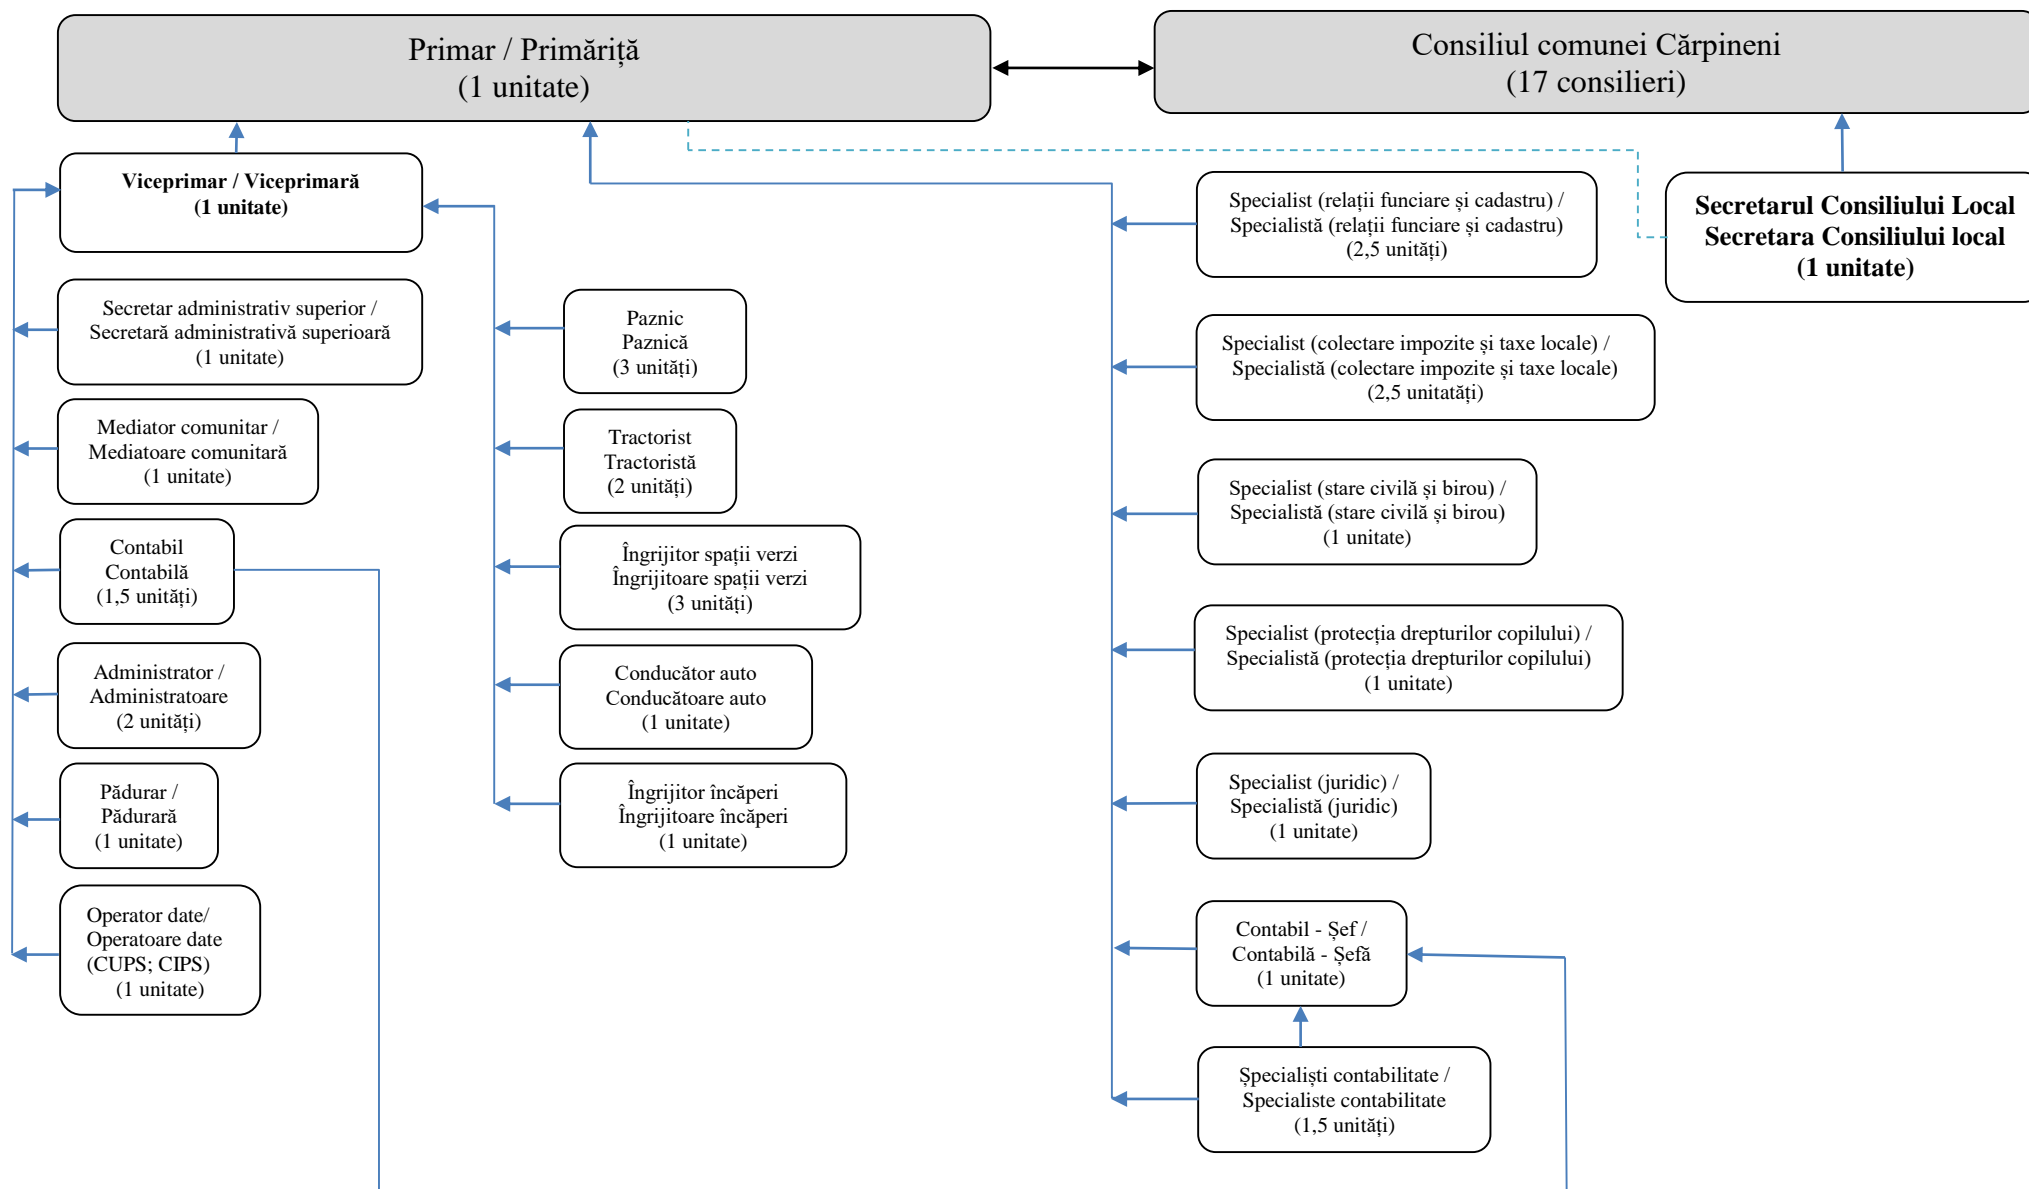 Primar / Primăriță
(1 unitate)
Consiliul comunei Cărpineni
(17 consilieri)
Viceprimar / Viceprimară
(1 unitate)
Secretarul Consiliului Local
Secretara Consiliului local
(1 unitate)
Secretar administrativ superior /
Secretară administrativă superioară
(1 unitate)
Mediator comunitar /
Mediatoare comunitară
(1 unitate)
Contabil
Contabilă
(1,5 unități)
Administrator /
Administratoare
(2 unități)
Pădurar /
Pădurară
(1 unitate)
Operator date/
Operatoare date
(CUPS; CIPS)
(1 unitate)
Paznic
Paznică
(3 unități)
Tractorist
Tractoristă
(2 unități)
Îngrijitor spații verzi
Îngrijitoare spații verzi
(3 unități)
Conducător auto
Conducătoare auto
(1 unitate)
Îngrijitor încăperi
Îngrijitoare încăperi
(1 unitate)
Specialist (relații funciare și cadastru) /
Specialistă (relații funciare și cadastru)
(2,5 unități)
Specialist (colectare impozite și taxe locale) /
Specialistă (colectare impozite și taxe locale)
(2,5 unitatăți)
Specialist (stare civilă și birou) /
Specialistă (stare civilă și birou)
(1 unitate)
Specialist (protecția drepturilor copilului) /
Specialistă (protecția drepturilor copilului)
(1 unitate)
Specialist (juridic) /
Specialistă (juridic)
(1 unitate)
Contabil - Șef /
Contabilă - Șefă
(1 unitate)
Șpecialiști contabilitate /
Specialiste contabilitate
(1,5 unități)